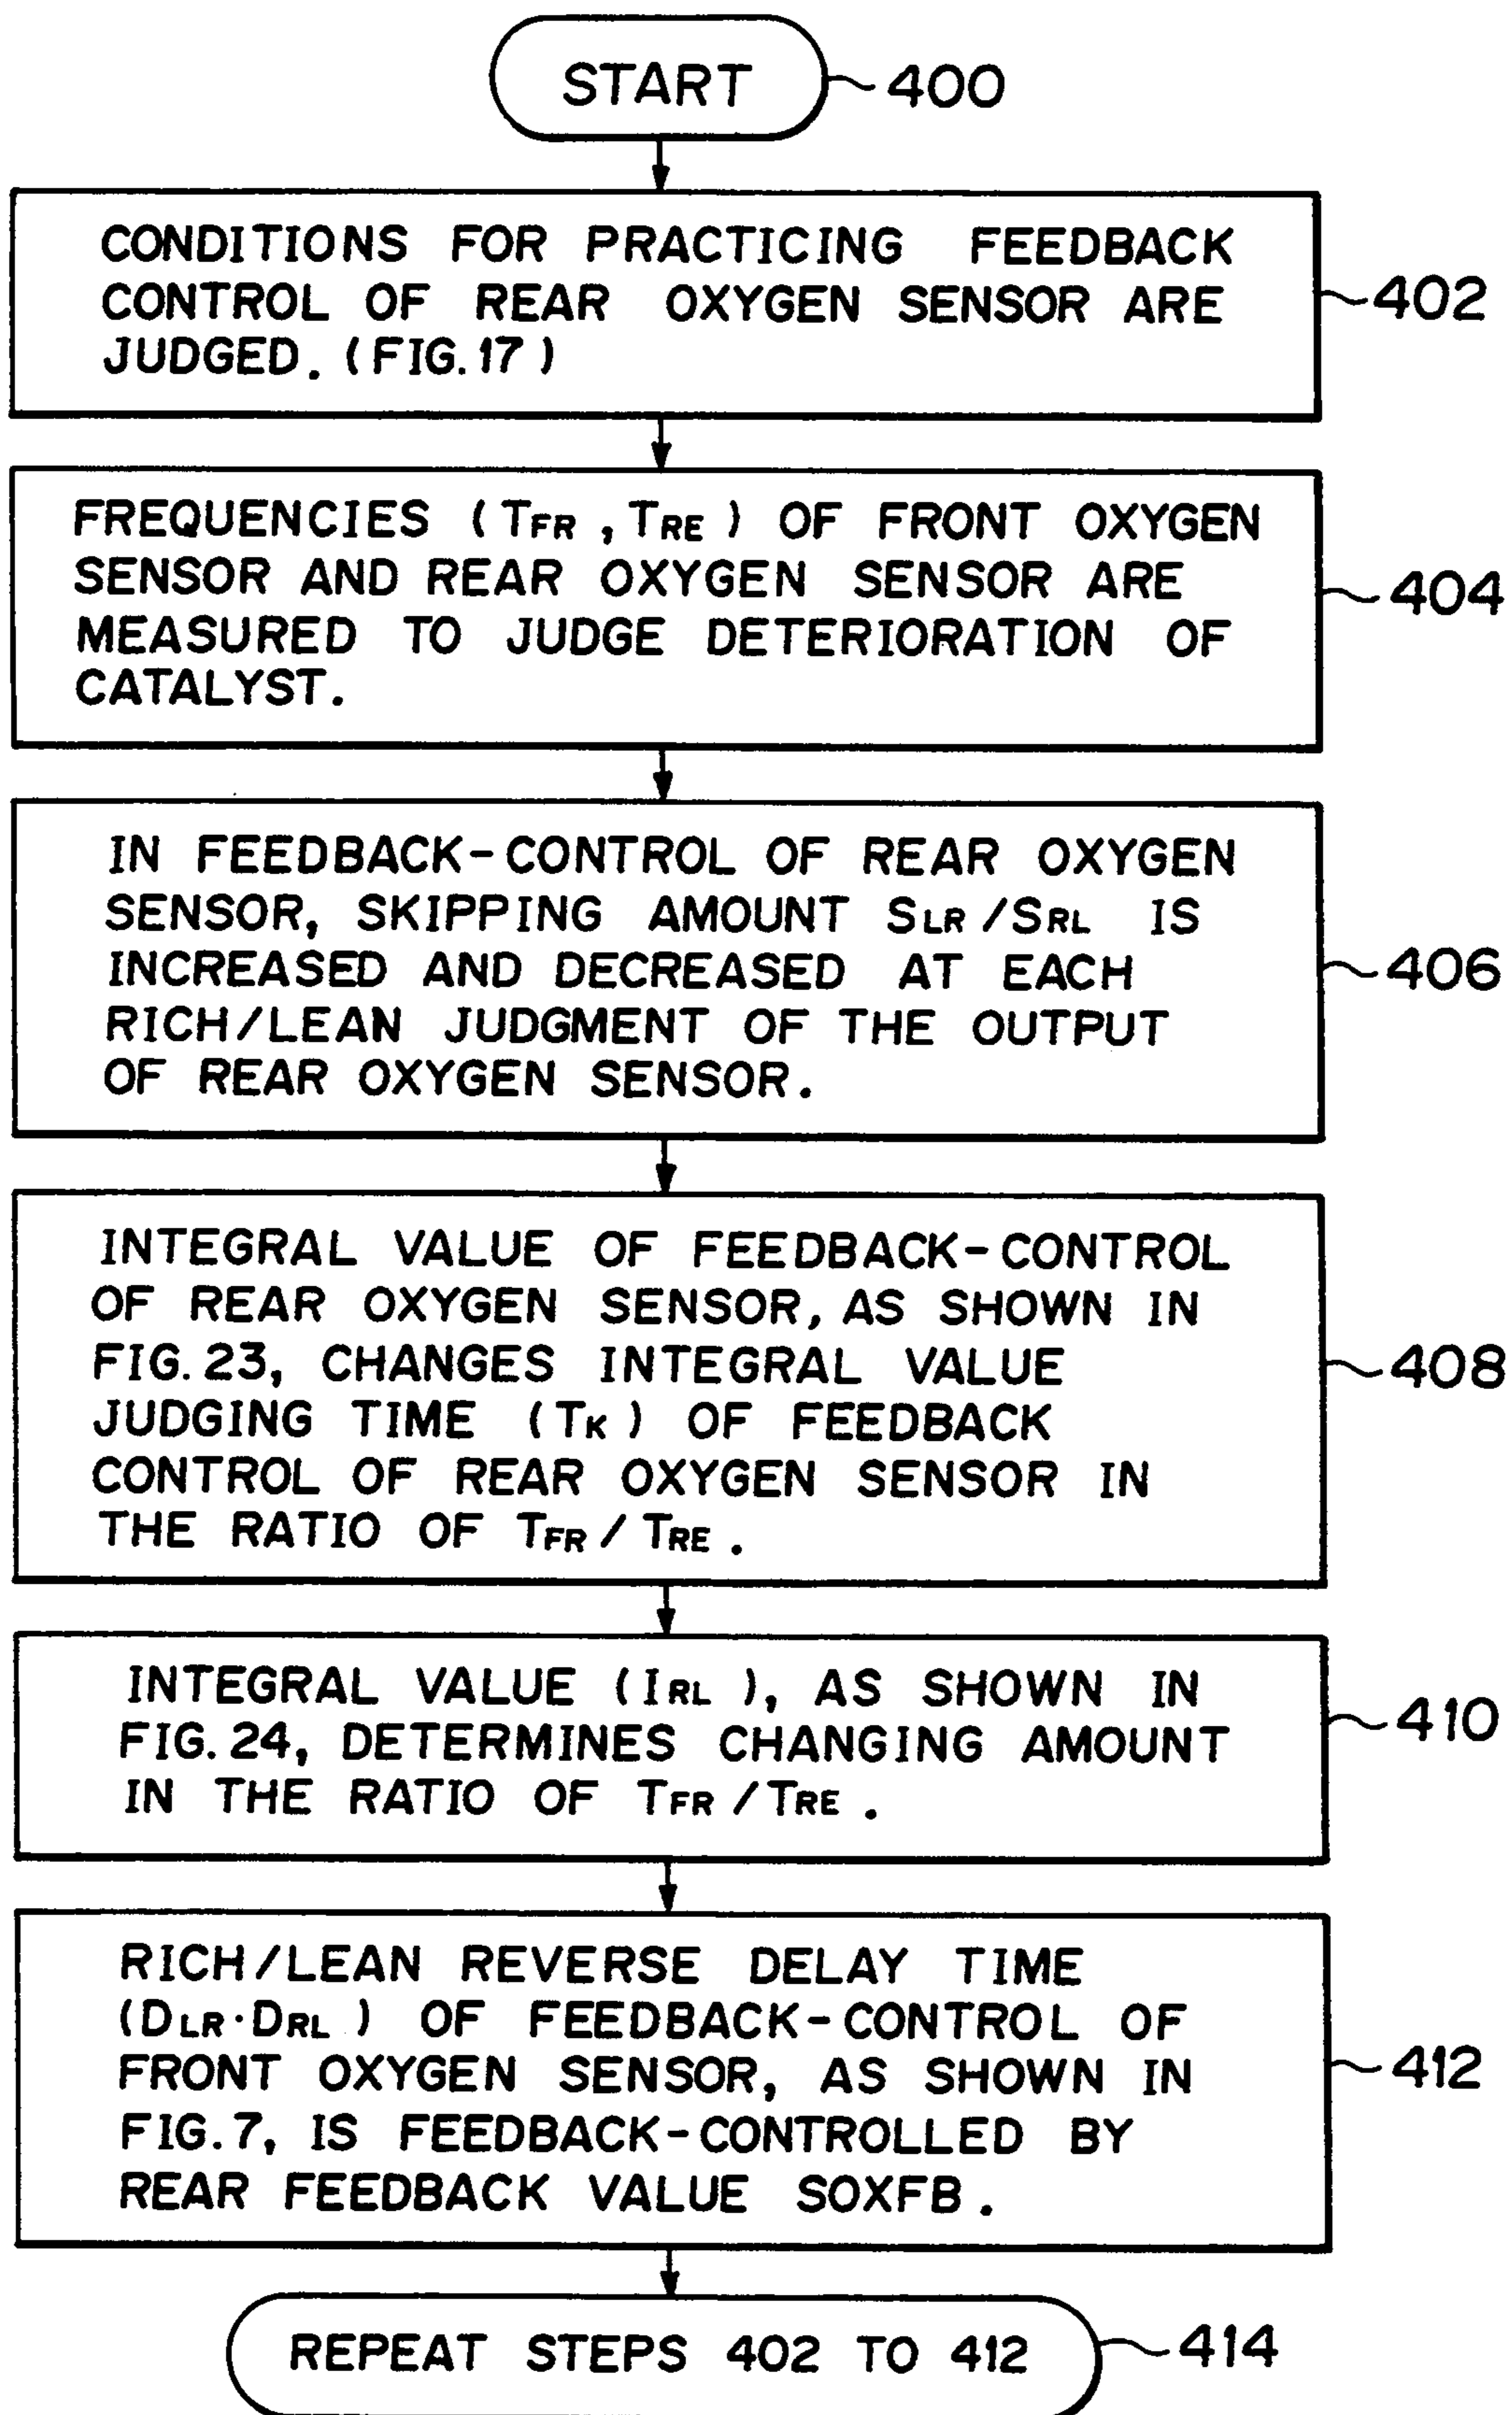 START
400
CONDITIONS FOR PRACTICING FEEDBACK
CONTROL OF REAR OXYGEN SENSOR ARE
JUDGED. (FIG.17)
402
FREQUENCIES (TFR, TRE) OF FRONT OXYGEN
SENSOR AND REAR OXYGEN SENSOR ARE
MEASURED TO JUDGE DETERIORATION OF
CATALYST.
404
IN FEEDBACK-CONTROL OF REAR OXYGEN
SENSOR, SKIPPING AMOUNT SLR/SRL IS
INCREASED AND DECREASED AT EACH
RICH/LEAN JUDGMENT OF THE OUTPUT
OF REAR OXYGEN SENSOR.
406
INTEGRAL VALUE OF FEEDBACK-CONTROL
OF REAR OXYGEN SENSOR, AS SHOWN IN
FIG. 23, CHANGES INTEGRAL VALUE
JUDGING TIME (TK) OF FEEDBACK
CONTROL OF REAR OXYGEN SENSOR IN
THE RATIO OF TFR/TRE.
408
INTEGRAL VALUE (IRL), AS SHOWN IN
FIG. 24, DETERMINES CHANGING AMOUNT
IN THE RATIO OF TFR/TRE.
410
RICH/LEAN REVERSE DELAY TIME
(DLR·DRL) OF FEEDBACK-CONTROL OF
FRONT OXYGEN SENSOR, AS SHOWN IN
FIG. 7, IS FEEDBACK-CONTROLLED BY
REAR FEEDBACK VALUE SOXFB.
412
REPEAT STEPS 402 TO 412
414